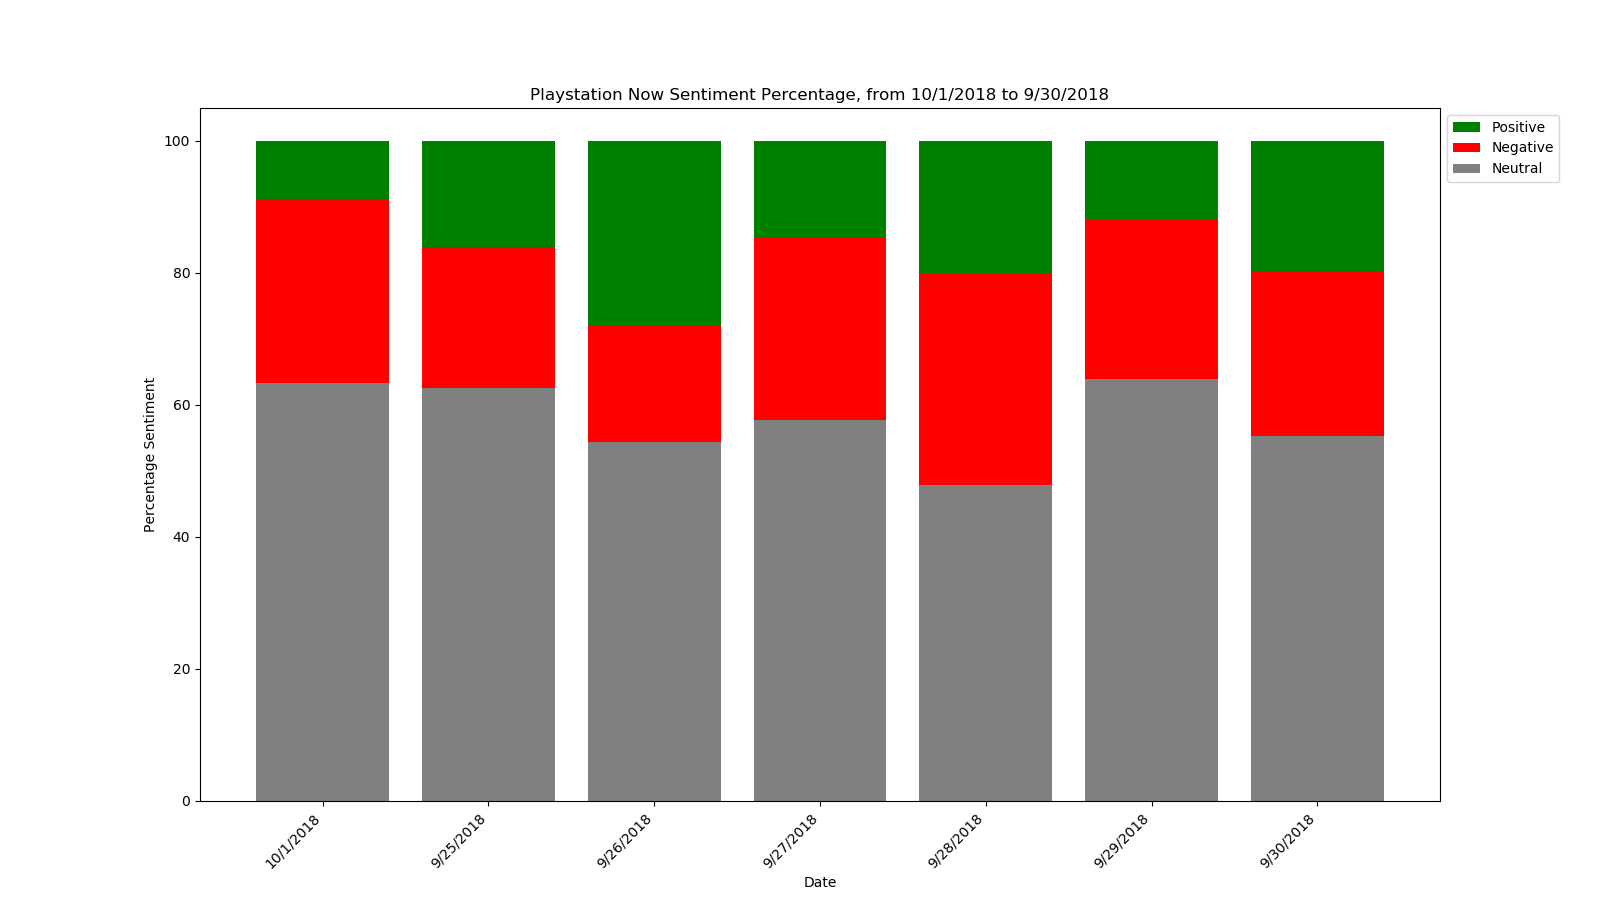 Playstation Now Sentiment Percentage, from 10/1/2018 to 9/30/2018
Positive
Negative
Neutral
Percentage Sentiment
100
80
60
40
20
0
10/1/2018
9/25/2018
9/26/2018
9/27/2018
9/28/2018
9/29/2018
9/30/2018
Date